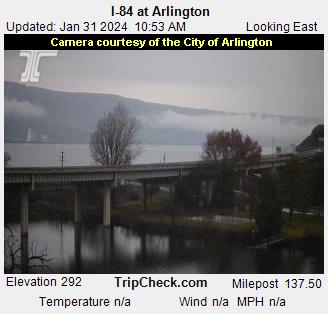 I-84 at Arlington
Updated: Jan 31 2024 10:53 AM Looking East
Camera courtesy of the City of Arlington
Elevation 292 TripCheck.com Milepost 137.50
Temperature n/a Wind n/a MPH n/a